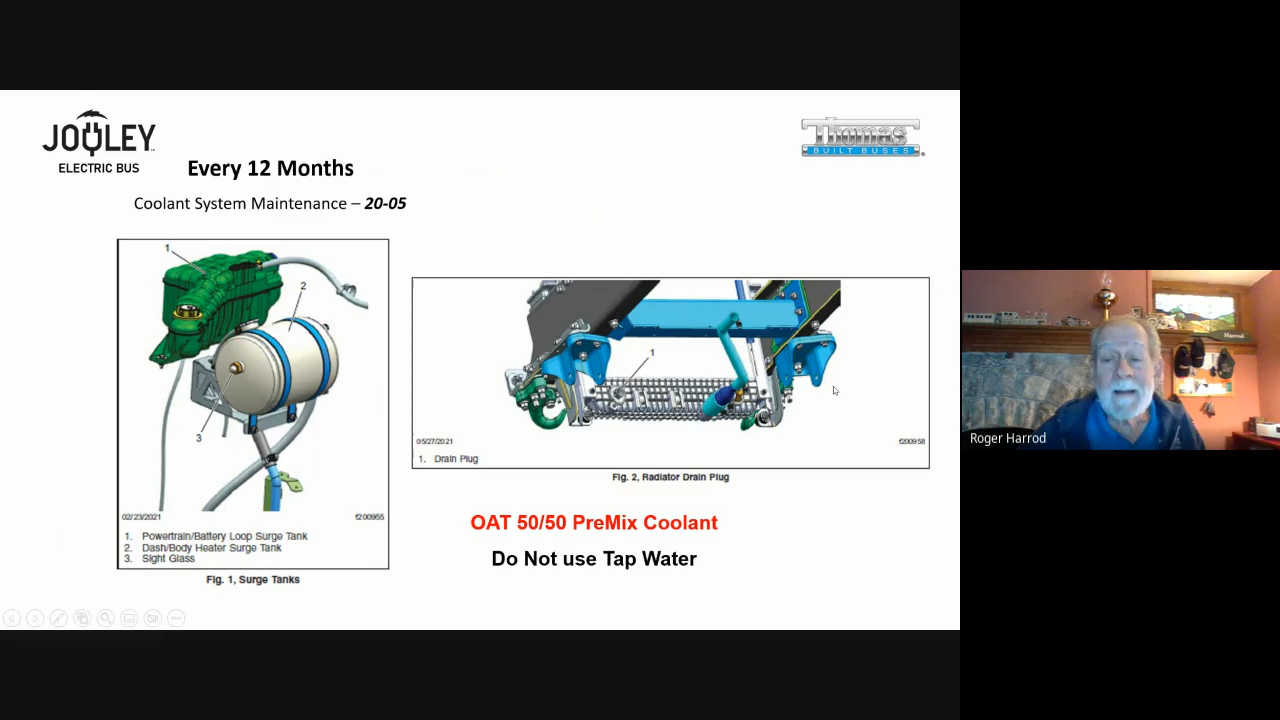 JOULEY
ELECTRIC BUS
Thomas
BUILT BUSES
Every 12 Months
Coolant System Maintenance – 20-05
1
2
3
02/23/2021
f200955
1. Powertrain/Battery Loop Surge Tank
2. Dash/Body Heater Surge Tank
3. Sight Glass
Fig. 1, Surge Tanks
1
05/27/2021
f200958
1. Drain Plug
Fig. 2, Radiator Drain Plug
OAT 50/50 PreMix Coolant
Do Not use Tap Water
Harrod
Roger Harrod